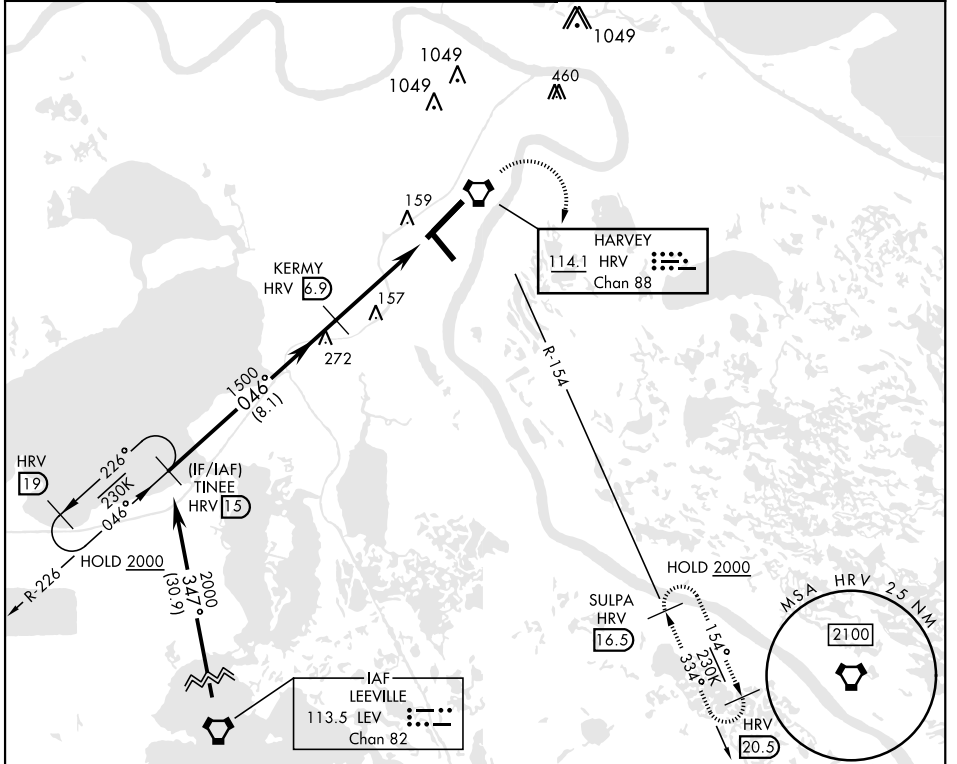 1049
1049
1049
460
159
HARVEY
114.1 HRV
Chan 88
KERMY
HRV 6.9
157
272
1500
046°
(8.1)
R-154
HRV
19
226°
230K
046°
(IF/IAF)
TINEE
HRV 15
HOLD 2000
R-226
2000
347°
(30.9)
HOLD 2000
SULPA
HRV
16.5
154°
230K
334°
HRV
20.5
MSA HRV 25 NM
2100
IAF
LEEVILLE
113.5 LEV
Chan 82